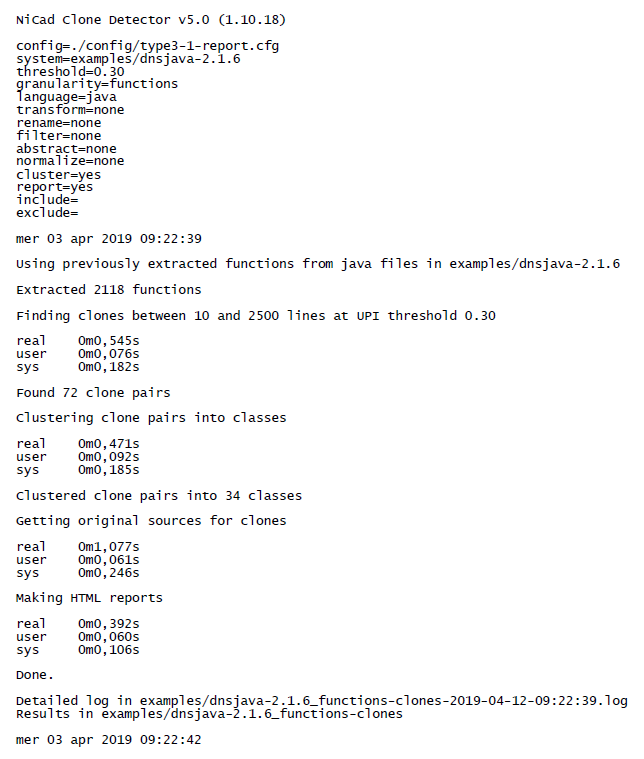 NiCad Clone Detector v5.0 (1.10.18)
config=./config/type3-1-report.cfg
system=examples/dnsjava-2.1.6
threshold=0.30
granularity=functions
language=java
transform=none
rename=none
filter=none
abstract=none
normalize=none
cluster=yes
report=yes
include=
exclude=
mer 03 apr 2019 09:22:39
Using previously extracted functions from java files in examples/dnsjava-2.1.6
Extracted 2118 functions
Finding clones between 10 and 2500 lines at UPI threshold 0.30
real    0m0,545s
user    0m0,076s
sys     0m0,182s
Found 72 clone pairs
Clustering clone pairs into classes
real    0m0,471s
user    0m0,092s
sys     0m0,185s
Clustered clone pairs into 34 classes
Getting original sources for clones
real    0m1,077s
user    0m0,061s
sys     0m0,246s
Making HTML reports
real    0m0,392s
user    0m0,060s
sys     0m0,106s
Done.
Detailed log in examples/dnsjava-2.1.6_functions-clones-2019-04-12-09:22:39.log
Results in examples/dnsjava-2.1.6_functions-clones
mer 03 apr 2019 09:22:42